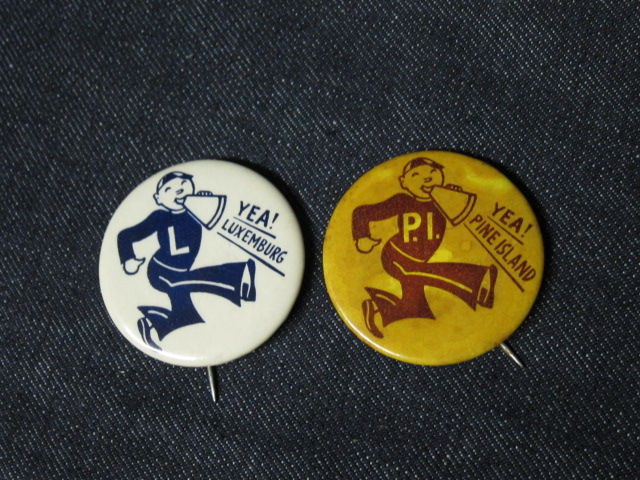 YEA!
LUXEMBURG
L
YEA!
PINE ISLAND
P.I.